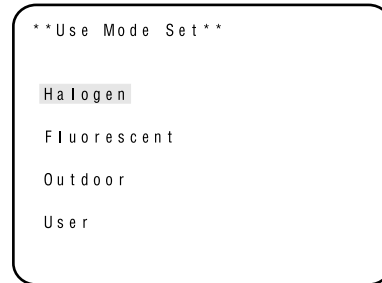 **Use Mode Set**
Halogen
Fluorescent
Outdoor
User